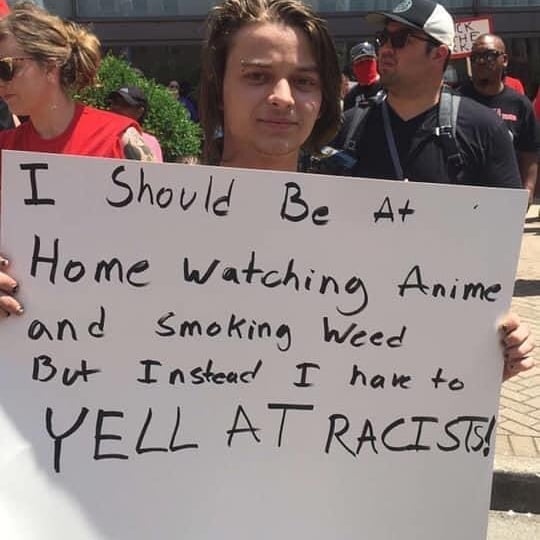 I Should Be At
Home Watching Anime
and Smoking Weed
But Instead I have to
YELL AT RACISTS!